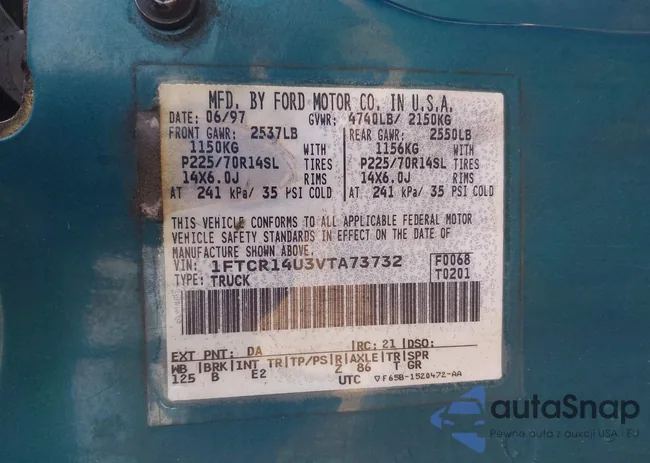 MFD. BY FORD MOTOR CO. IN U.S.A.
DATE: 06/97 GVWR: 4740LB/ 2150KG
FRONT GAWR: 2537LB REAR GAWR: 2550LB
1150KG WITH 1156KG WITH
P225/70R14SL TIRES P225/70R14SL TIRES
14X6.0J RIMS 14X6.0J RIMS
AT 241 kPa/ 35 PSI COLD AT 241 kPa/ 35 PSI COLD
THIS VEHICLE CONFORMS TO ALL APPLICABLE FEDERAL MOTOR
VEHICLE SAFETY STANDARDS IN EFFECT ON THE DATE OF
MANUFACTURE SHOWN ABOVE.
VIN: 1FTCR14U3VTA73732 F0068
TYPE: TRUCK T0201
EXT PNT: DA RC: 21 DSO:
WB BRK INT TR TP/PS R AXLE TR SPR
125 B E2 Z 86 T GR
UTC ▽F65B-1520472-AA
autaSnap
Pewne auta z aukcji USA i EU